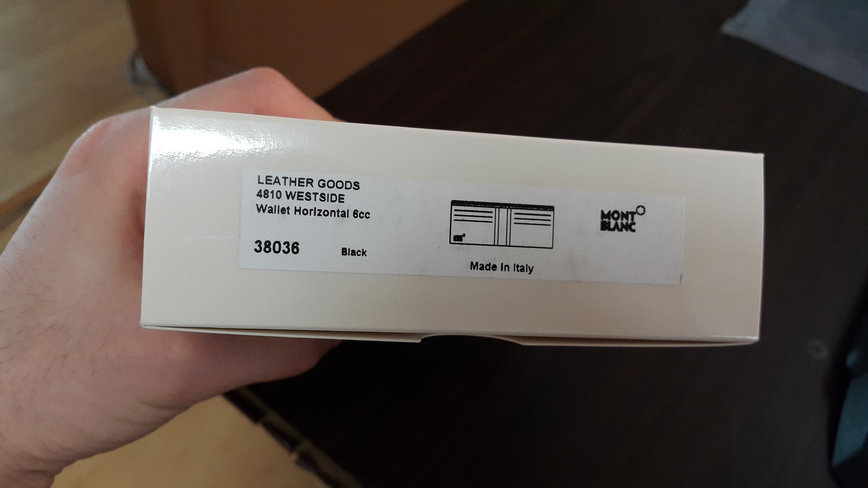 LEATHER GOODS
4810 WESTSIDE
Wallet Horizontal 6cc
38036 Black
Made in Italy
MONT
BLANC